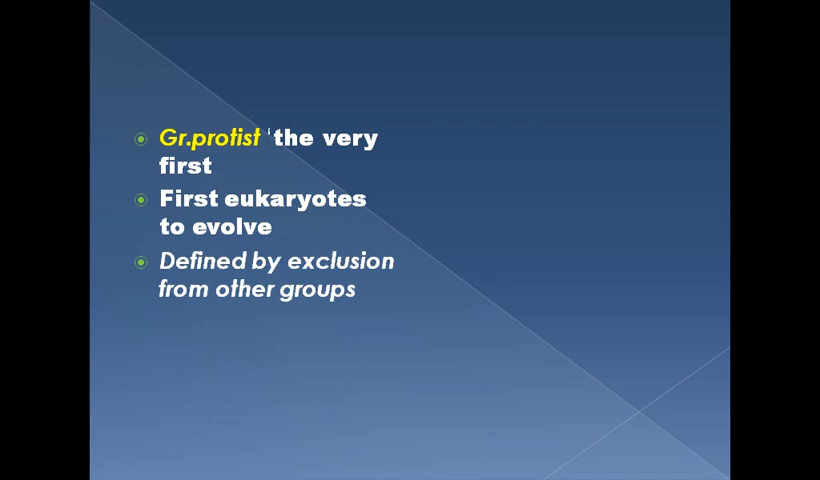 Gr.protist ‘the very
first
First eukaryotes
to evolve
Defined by exclusion
from other groups